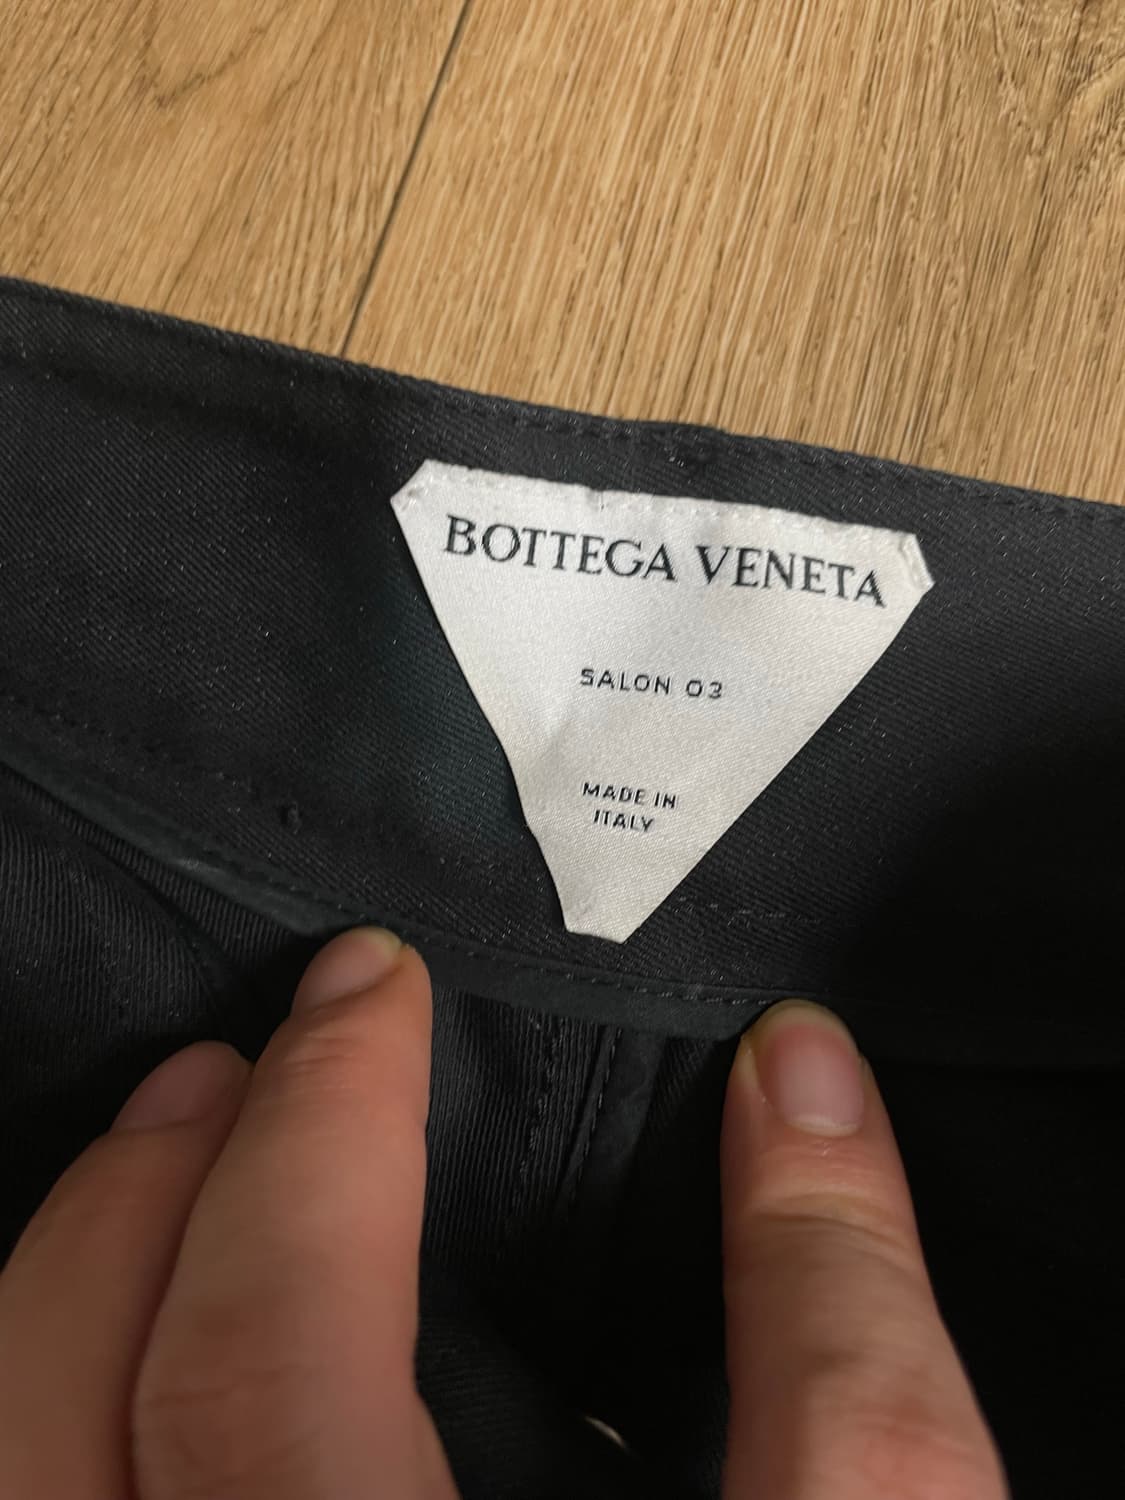 BOTTEGA VENETA
SALON 03
MADE IN
ITALY